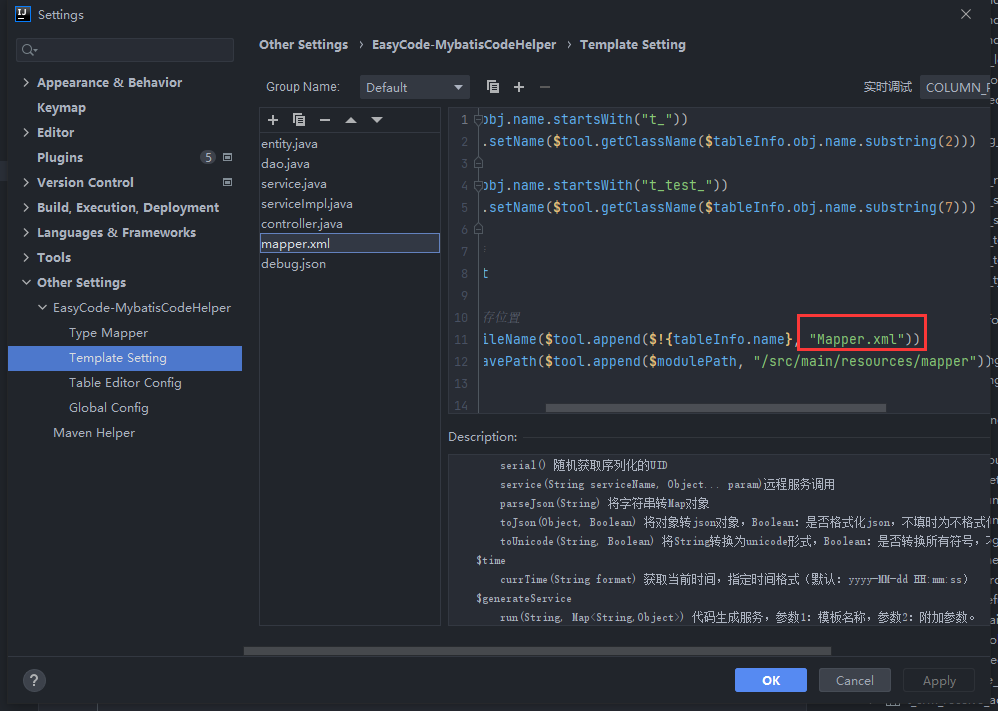 Settings
Other Settings › EasyCode-MybatisCodeHelper › Template Setting
Appearance & Behavior
Keymap
Editor
Plugins 5
Version Control
Build, Execution, Deployment
Languages & Frameworks
Tools
Other Settings
EasyCode-MybatisCodeHelper
Type Mapper
Template Setting
Table Editor Config
Global Config
Maven Helper
Group Name: Default 实时调试
entity.java
dao.java
service.java
serviceImpl.java
controller.java
mapper.xml
debug.json
1 obj.name.startsWith("t_"))
2 .setName($tool.getClassName($tableInfo.obj.name.substring(2)))
3
4 obj.name.startsWith("t_test_"))
5 .setName($tool.getClassName($tableInfo.obj.name.substring(7)))
6
7
8 t
9
10 存位置
11 ileName($tool.append($!{tableInfo.name}, "Mapper.xml"))
12 avePath($tool.append($modulePath, "/src/main/resources/mapper"))
13
14
Description:
serial() 随机获取序列化的UID
service(String serviceName, Object... param)远程服务调用
parseJson(String) 将字符串转Map对象
toJson(Object, Boolean) 将对象转json对象，Boolean：是否格式化json，不填时为不格式
toUnicode(String, Boolean) 将String转换为unicode形式，Boolean：是否转换所有符号，
$time
currTime(String format) 获取当前时间，指定时间格式（默认：yyyy-MM-dd HH:mm:ss）
$generateService
run(String, Map<String,Object>) 代码生成服务，参数1：模板名称，参数2：附加参数。
?
OK
Cancel
Apply